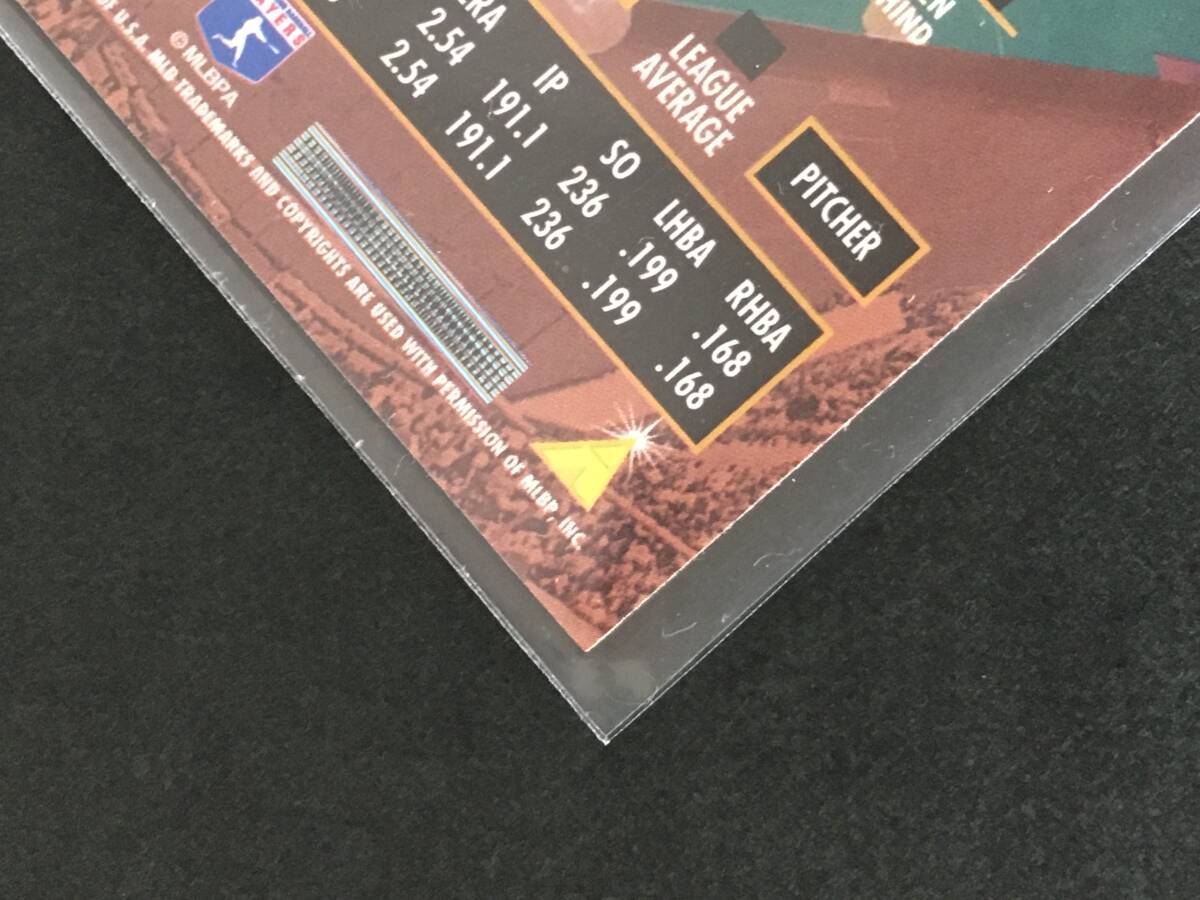 LEAGUE
AVERAGE
PITCHER
IP SO LHBA RHBA
2.54 191.1 236 .199 .168
2.54 191.1 236 .199 .168
© MLBPA
U.S.A. MLB TRADEMARKS AND COPYRIGHTS ARE USED WITH PERMISSION OF MLBP, INC.